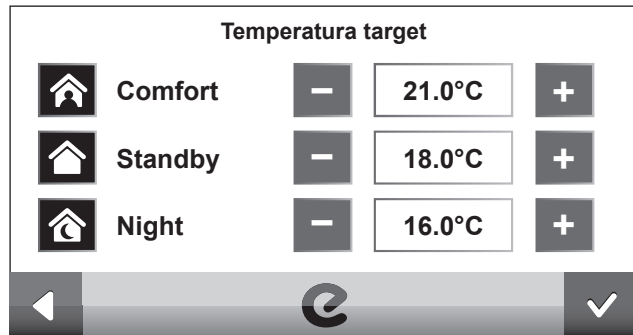 Temperatura target
Comfort − 21.0°C +
Standby − 18.0°C +
Night − 16.0°C +
e